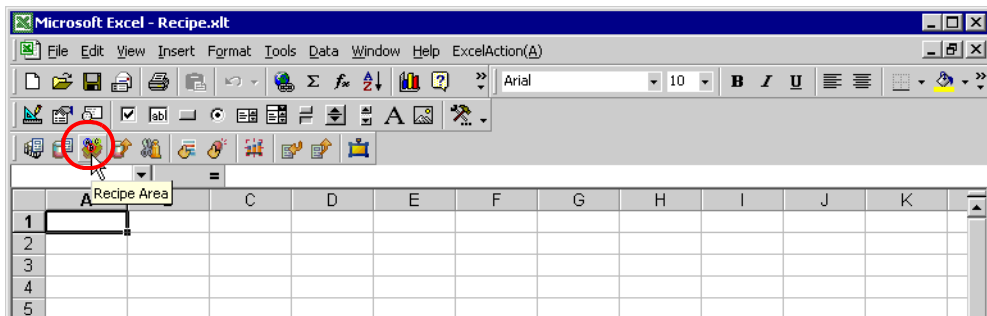 Microsoft Excel - Recipe.xlt
File Edit View Insert Format Tools Data Window Help ExcelAction(A)
Arial 10 B I U
abl A
=
Recipe Area
A C D E F G H I J K
1
2
3
4
5